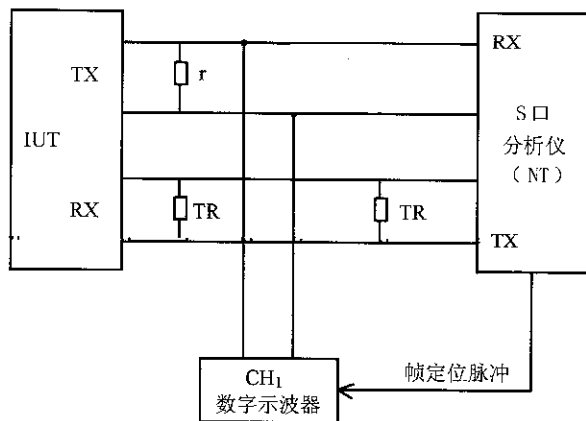 TX
r
RX
IUT
S口
分析仪
（NT）
RX
TR
TR
TX
CH₁
数字示波器
帧定位脉冲